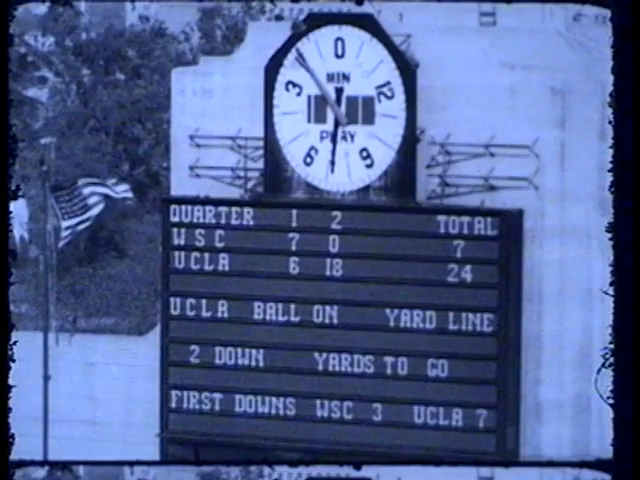 0
MIN
3 12
PLAY
6 9
QUARTER 1 2 TOTAL
WSC 7 0 7
UCLA 6 18 24
UCLA BALL ON YARD LINE
2 DOWN YARDS TO GO
FIRST DOWNS WSC 3 UCLA 7